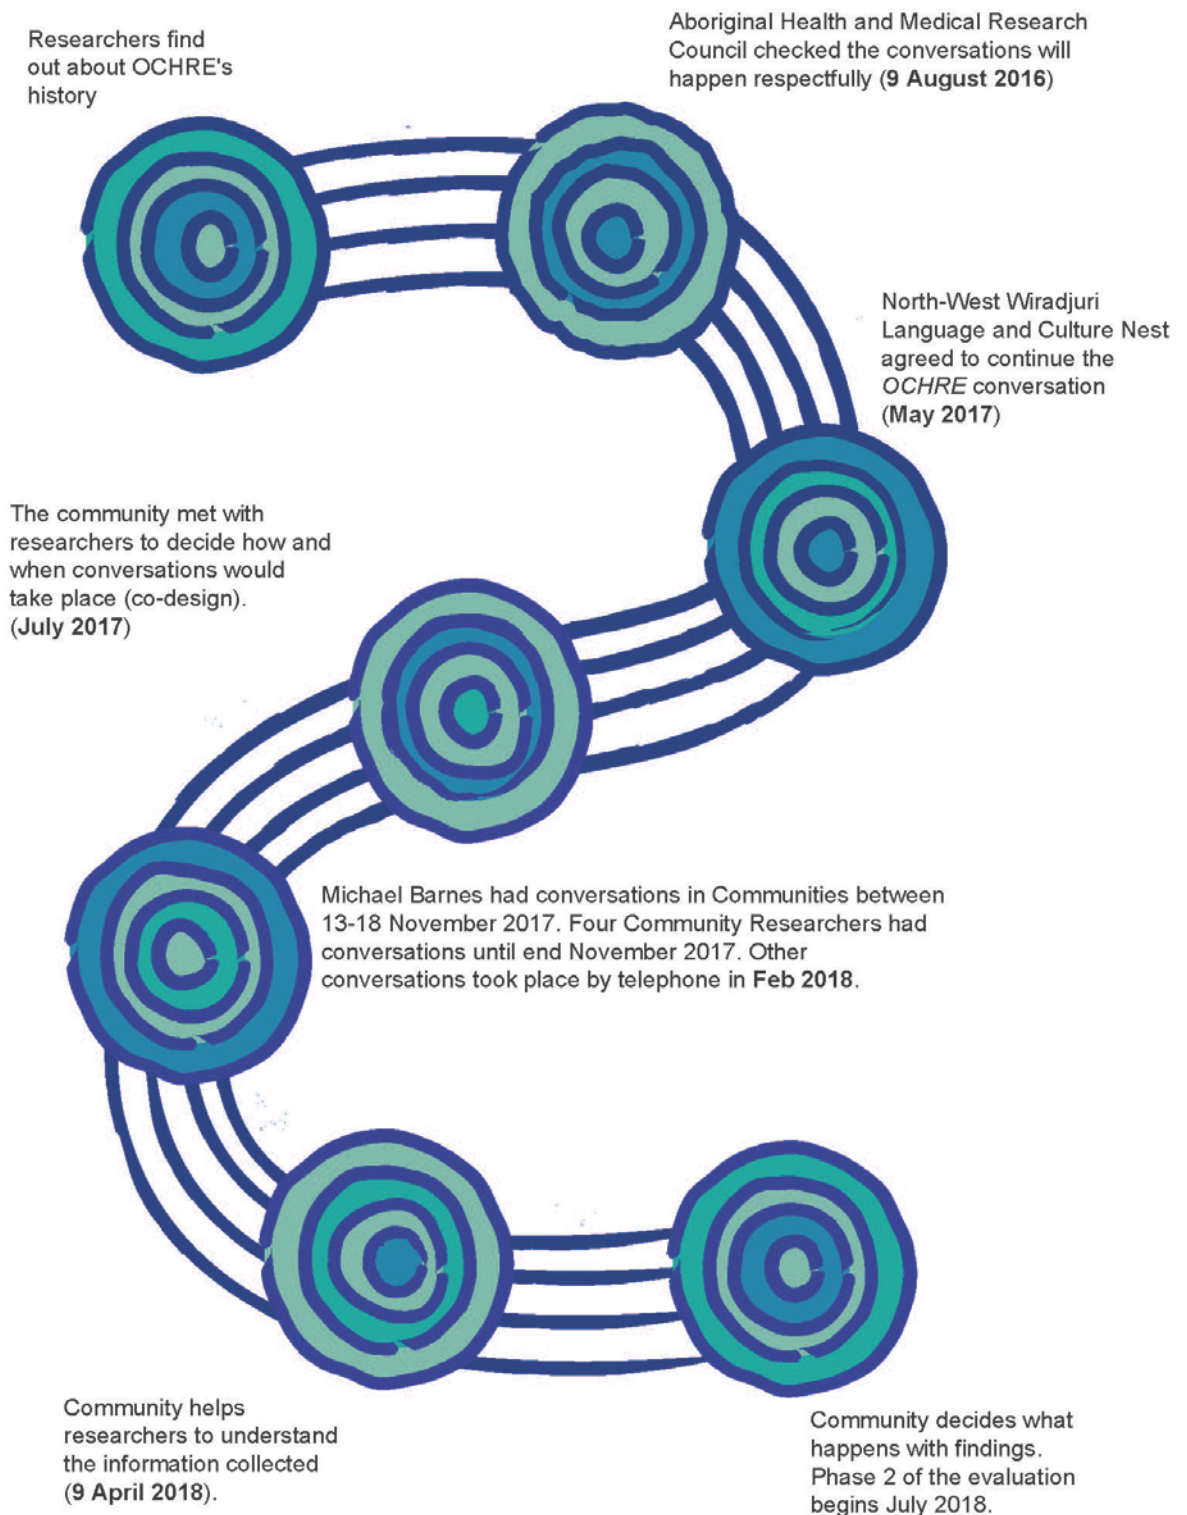 Researchers find
out about OCHRE's
history
Aboriginal Health and Medical Research
Council checked the conversations will
happen respectfully (9 August 2016)
North-West Wiradjuri
Language and Culture Nest
agreed to continue the
OCHRE conversation
(May 2017)
The community met with
researchers to decide how and
when conversations would
take place (co-design).
(July 2017)
Michael Barnes had conversations in Communities between
13-18 November 2017. Four Community Researchers had
conversations until end November 2017. Other
conversations took place by telephone in Feb 2018.
Community helps
researchers to understand
the information collected
(9 April 2018).
Community decides what
happens with findings.
Phase 2 of the evaluation
begins July 2018.